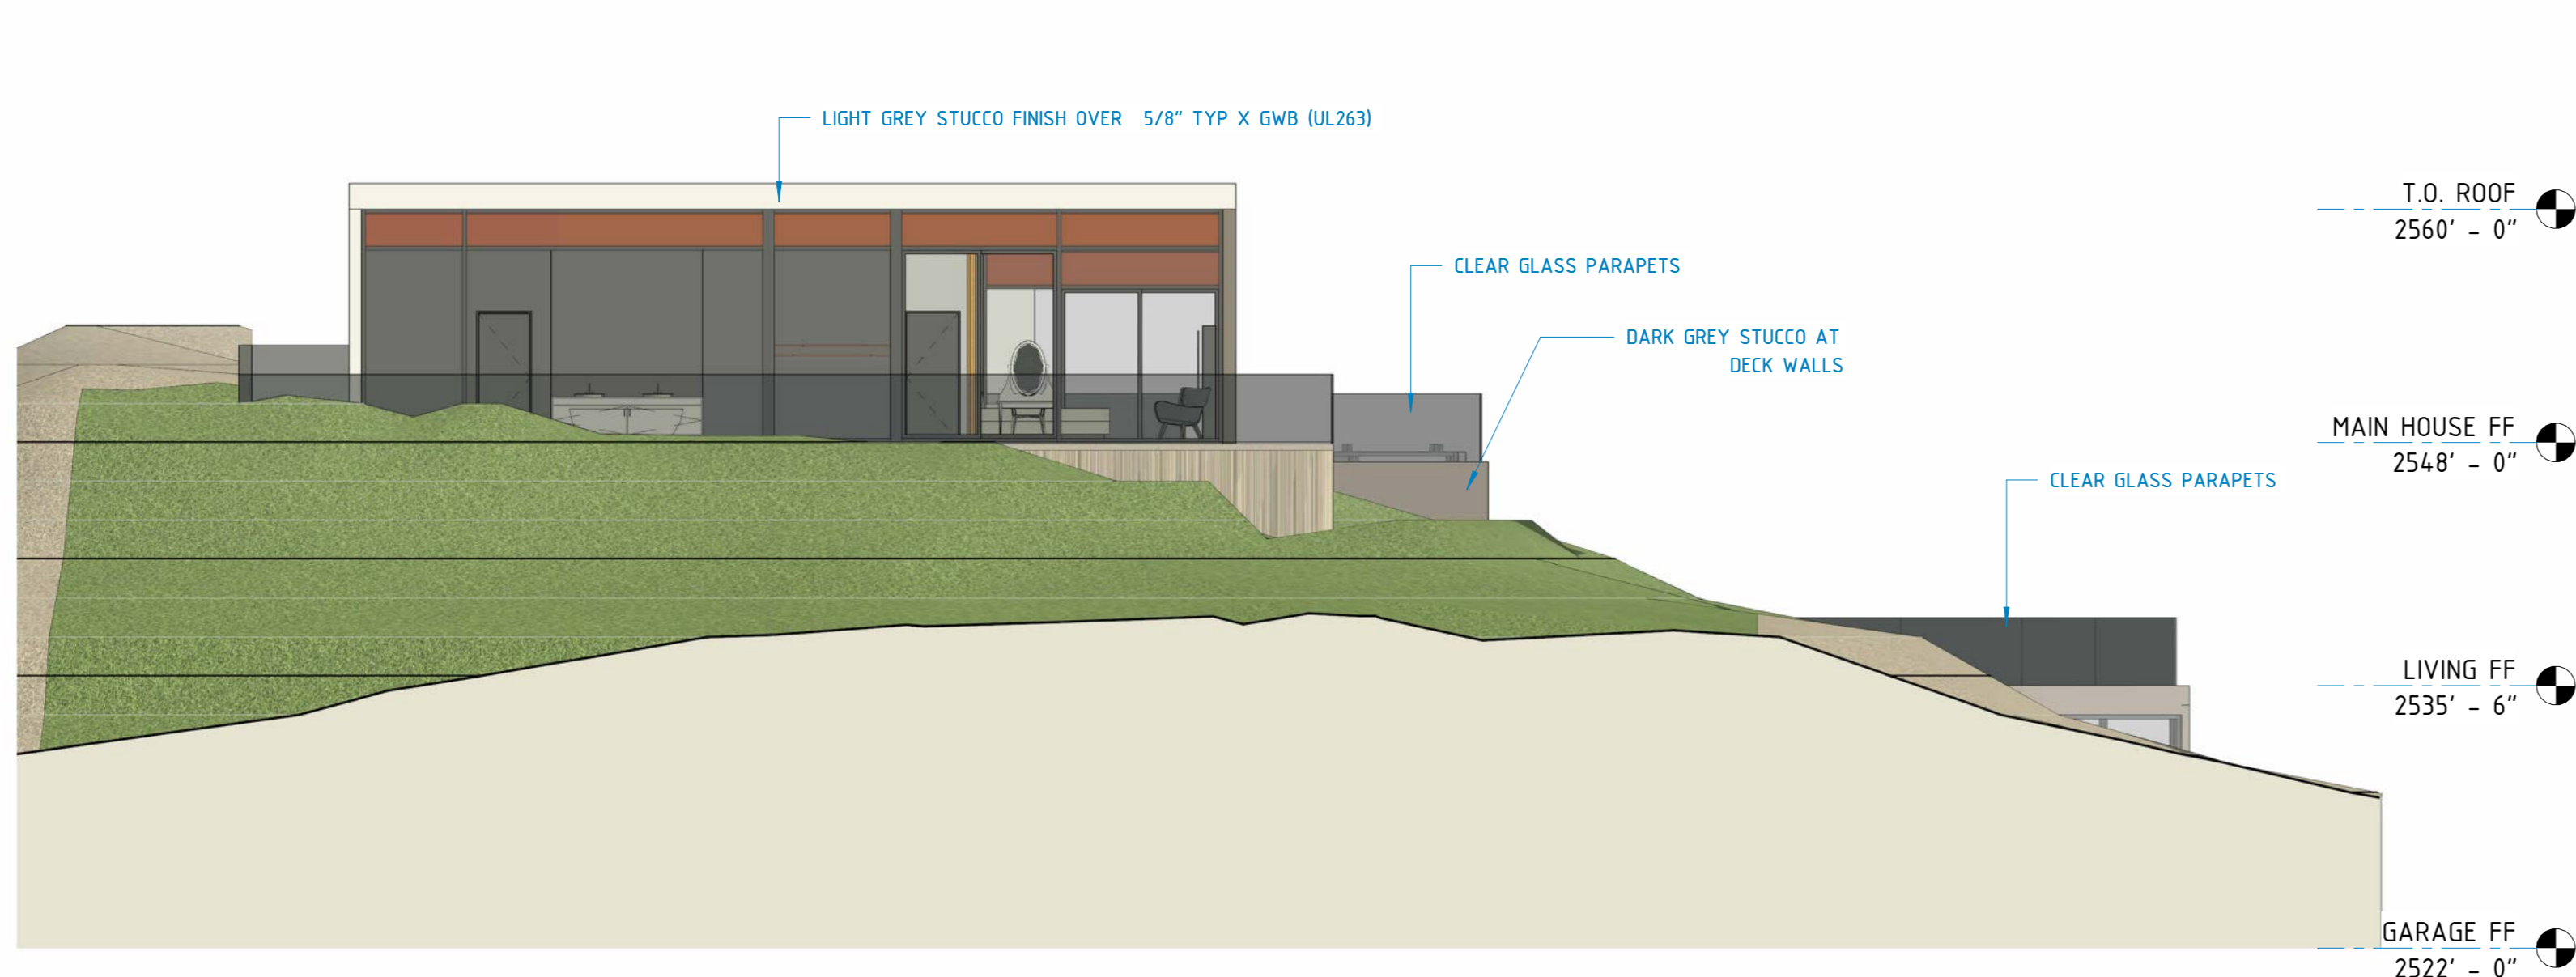 LIGHT GREY STUCCO FINISH OVER 5/8" TYP X GWB (UL263)
T.O. ROOF
2560' - 0"
CLEAR GLASS PARAPETS
DARK GREY STUCCO AT
DECK WALLS
MAIN HOUSE FF
2548' - 0"
CLEAR GLASS PARAPETS
LIVING FF
2535' - 6"
GARAGE FF
2522' - 0"